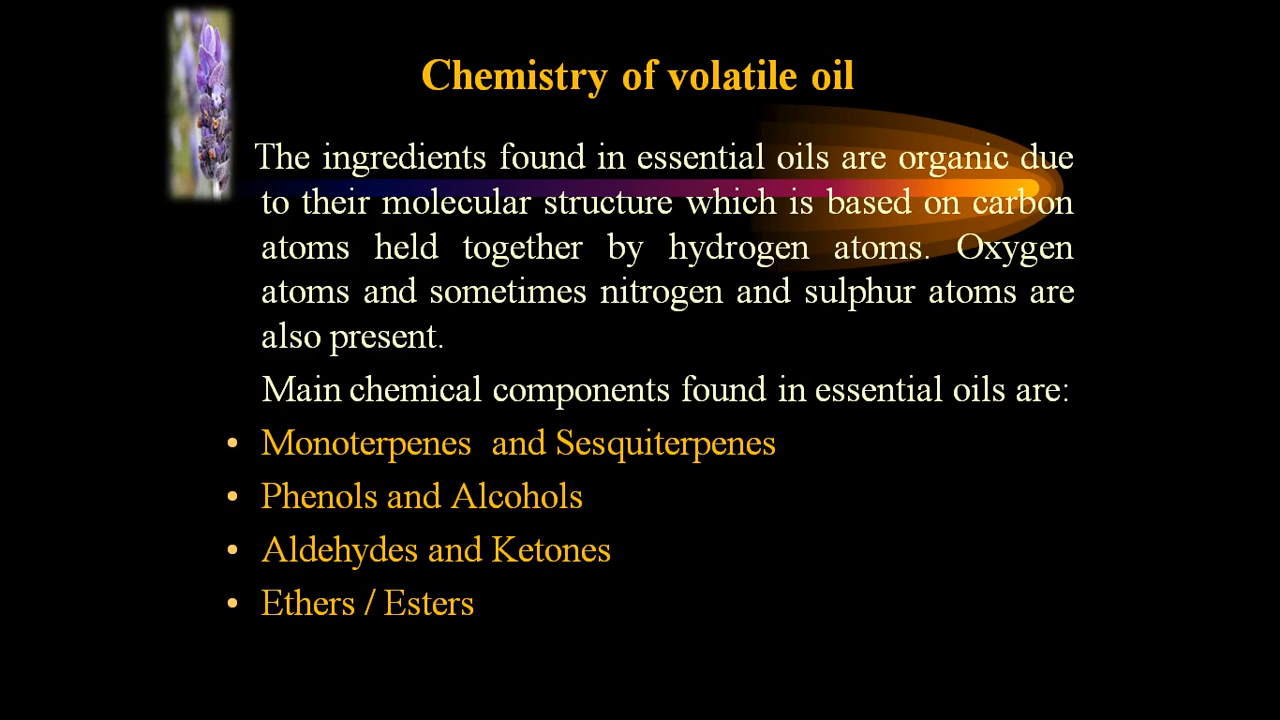 Chemistry of volatile oil
The ingredients found in essential oils are organic due
to their molecular structure which is based on carbon
atoms held together by hydrogen atoms. Oxygen
atoms and sometimes nitrogen and sulphur atoms are
also present.
Main chemical components found in essential oils are:
• Monoterpenes and Sesquiterpenes
• Phenols and Alcohols
• Aldehydes and Ketones
• Ethers / Esters